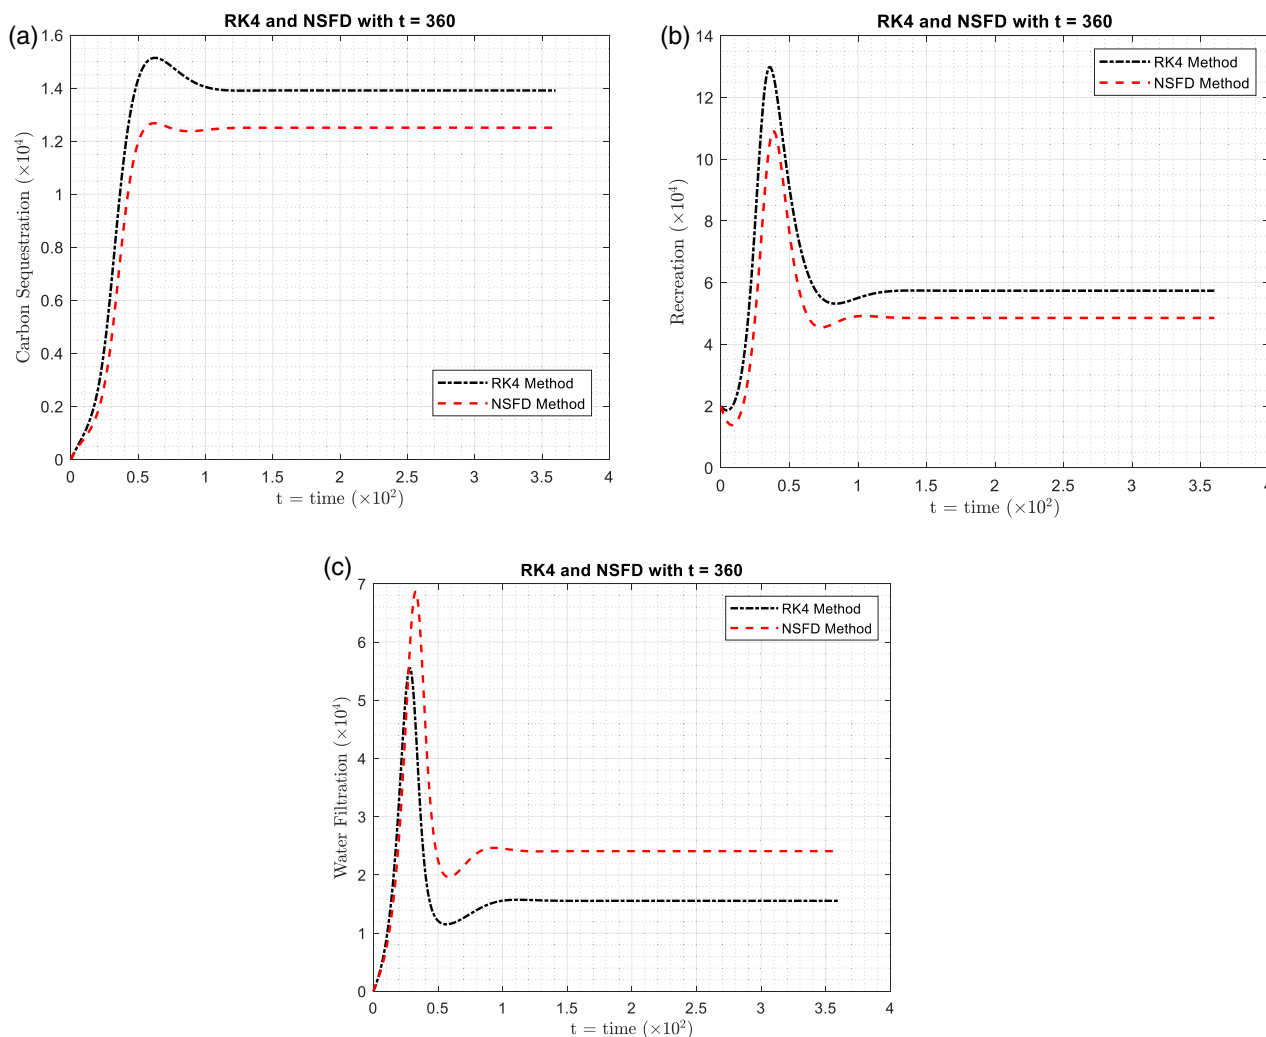 (a)
RK4 and NSFD with t = 360
1.6
1.4
1.2
1
0.8
0.6
0.4
0.2
0
Carbon Sequestration (×10⁴)
RK4 Method
NSFD Method
0 0.5 1 1.5 2 2.5 3 3.5 4
t = time (×10²)
(b)
RK4 and NSFD with t = 360
14
12
10
8
6
4
2
0
Recreation (×10⁴)
RK4 Method
NSFD Method
0 0.5 1 1.5 2 2.5 3 3.5 4
t = time (×10²)
(c)
RK4 and NSFD with t = 360
7
6
5
4
3
2
1
0
Water Filtration (×10⁴)
RK4 Method
NSFD Method
0 0.5 1 1.5 2 2.5 3 3.5 4
t = time (×10²)